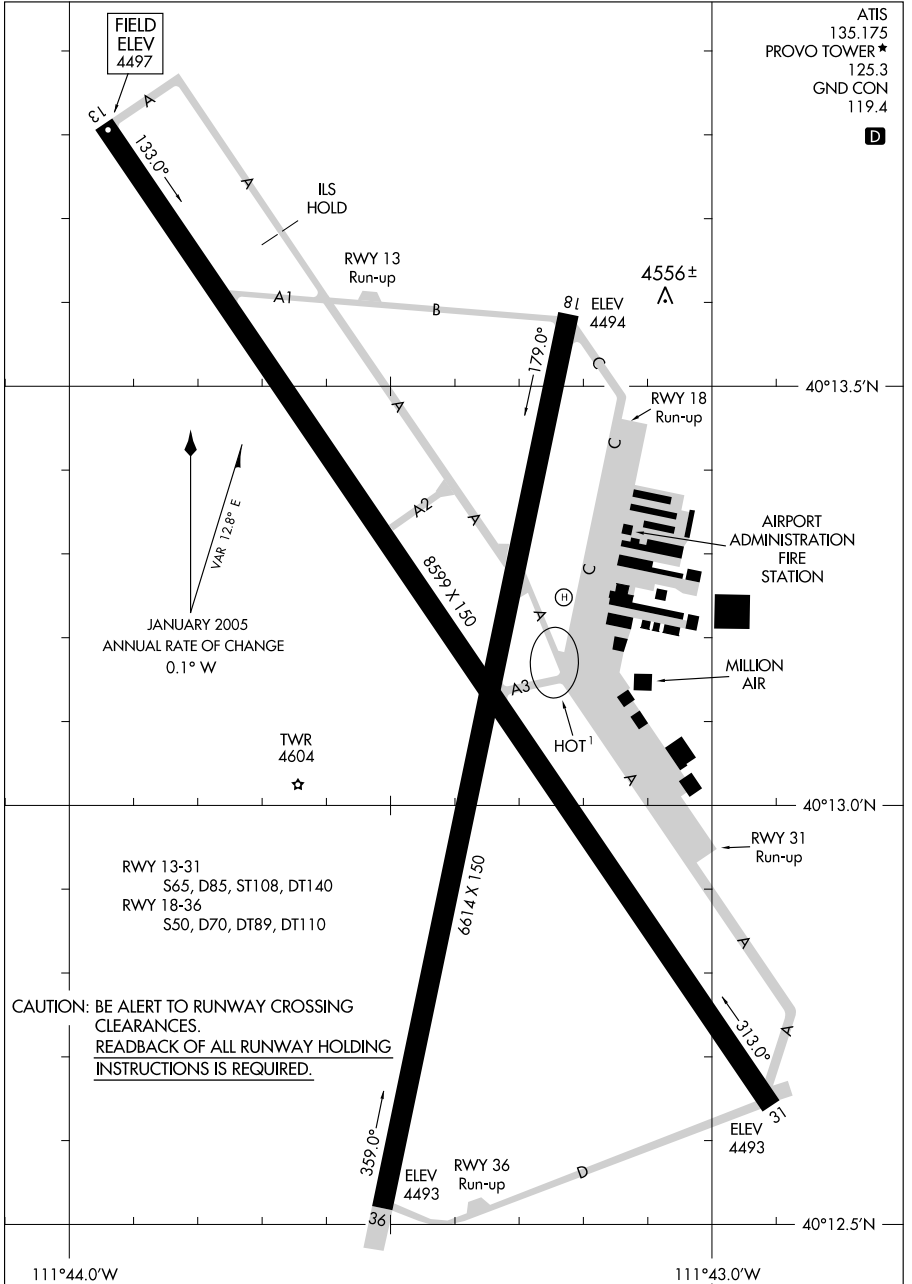 FIELD
ELEV
4497
ATIS
135.175
PROVO TOWER★
125.3
GND CON
119.4
D
13
A
133.0°
A
ILS
HOLD
RWY 13
Run-up
A1
B
4556±
18
ELEV
4494
179.0°
C
40°13.5'N
A
RWY 18
Run-up
C
VAR 12.8° E
A2
A
AIRPORT
ADMINISTRATION
FIRE
STATION
8599 X 150
C
H
A
JANUARY 2005
ANNUAL RATE OF CHANGE
0.1° W
A3
MILLION
AIR
HOT1
TWR
4604
A
40°13.0'N
RWY 31
Run-up
RWY 13-31
S65, D85, ST108, DT140
RWY 18-36
S50, D70, DT89, DT110
6614 X 150
A
CAUTION: BE ALERT TO RUNWAY CROSSING
CLEARANCES.
READBACK OF ALL RUNWAY HOLDING
INSTRUCTIONS IS REQUIRED.
313.0°
A
31
ELEV
4493
359.0°
ELEV
4493
RWY 36
Run-up
D
36
40°12.5'N
111°44.0'W
111°43.0'W